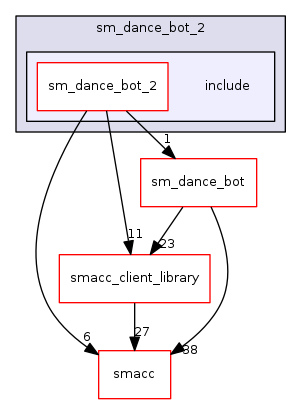 sm_dance_bot_2
sm_dance_bot_2
include
1
sm_dance_bot
11
23
smacc_client_library
6
27
38
smacc